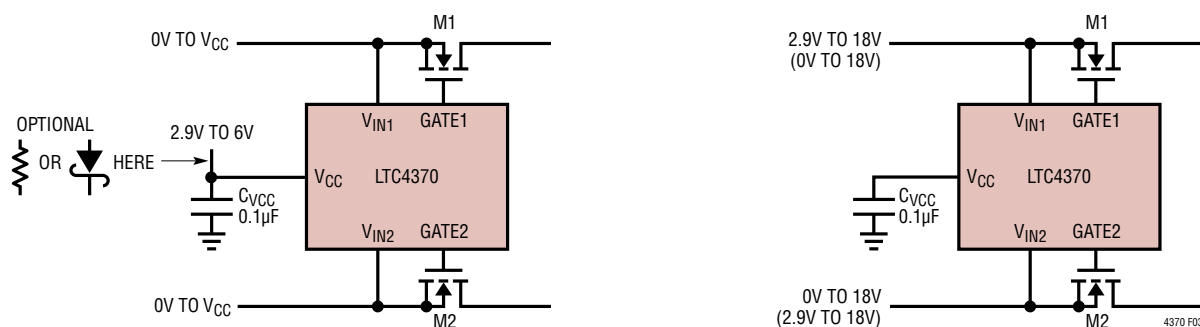 M1
0V TO VCC
VIN1 GATE1
OPTIONAL
OR
HERE
2.9V TO 6V
VCC
LTC4370
CVCC
0.1µF
VIN2 GATE2
0V TO VCC
M2
M1
2.9V TO 18V
(0V TO 18V)
VIN1 GATE1
VCC
LTC4370
CVCC
0.1µF
VIN2 GATE2
0V TO 18V
(2.9V TO 18V)
M2
4370 F03